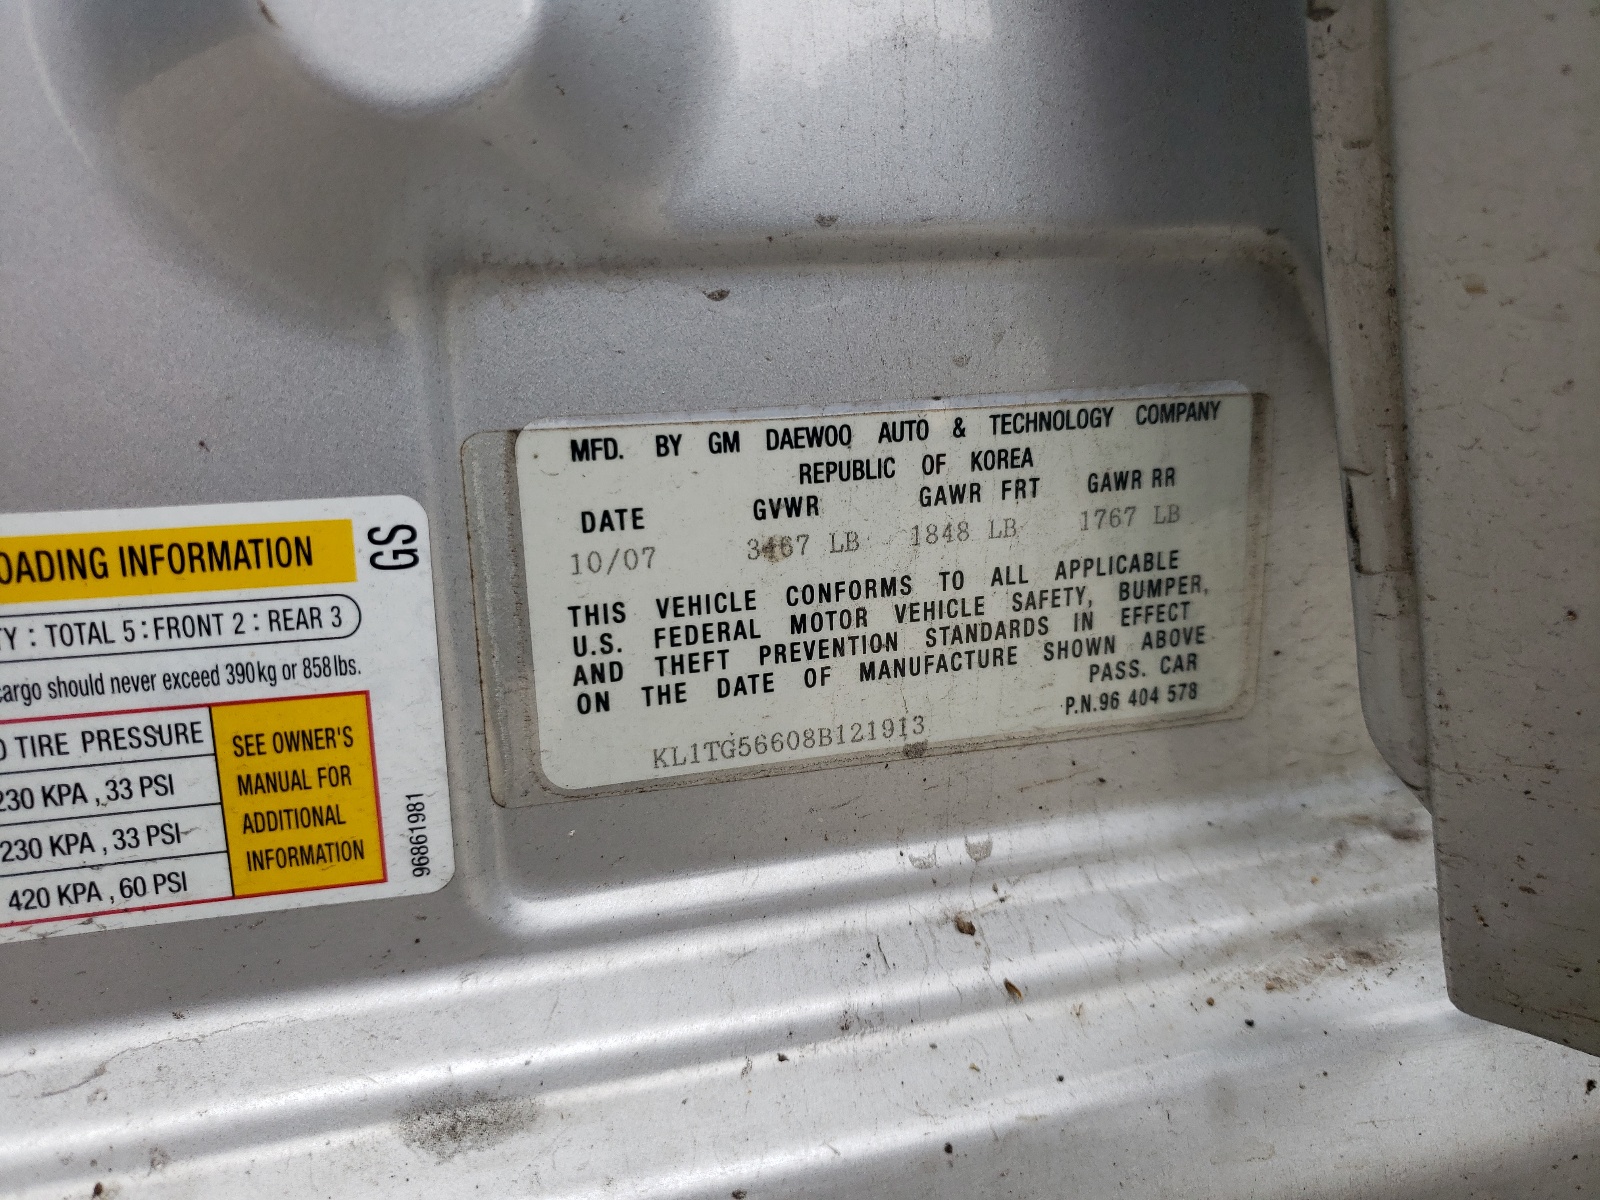 OADING INFORMATION
GS
TY : TOTAL 5 : FRONT 2 : REAR 3
cargo should never exceed 390kg or 858lbs.
D TIRE PRESSURE
230 KPA , 33 PSI
230 KPA , 33 PSI
420 KPA , 60 PSI
SEE OWNER'S
MANUAL FOR
ADDITIONAL
INFORMATION
96861981
MFD. BY GM DAEWOO AUTO & TECHNOLOGY COMPANY
REPUBLIC OF KOREA
DATE GVWR GAWR FRT GAWR RR
10/07 3467 LB 1848 LB 1767 LB
THIS VEHICLE CONFORMS TO ALL APPLICABLE
U.S. FEDERAL MOTOR VEHICLE SAFETY, BUMPER,
AND THEFT PREVENTION STANDARDS IN EFFECT
ON THE DATE OF MANUFACTURE SHOWN ABOVE
PASS. CAR
P.N.96 404 578
KL1TG56608B121913